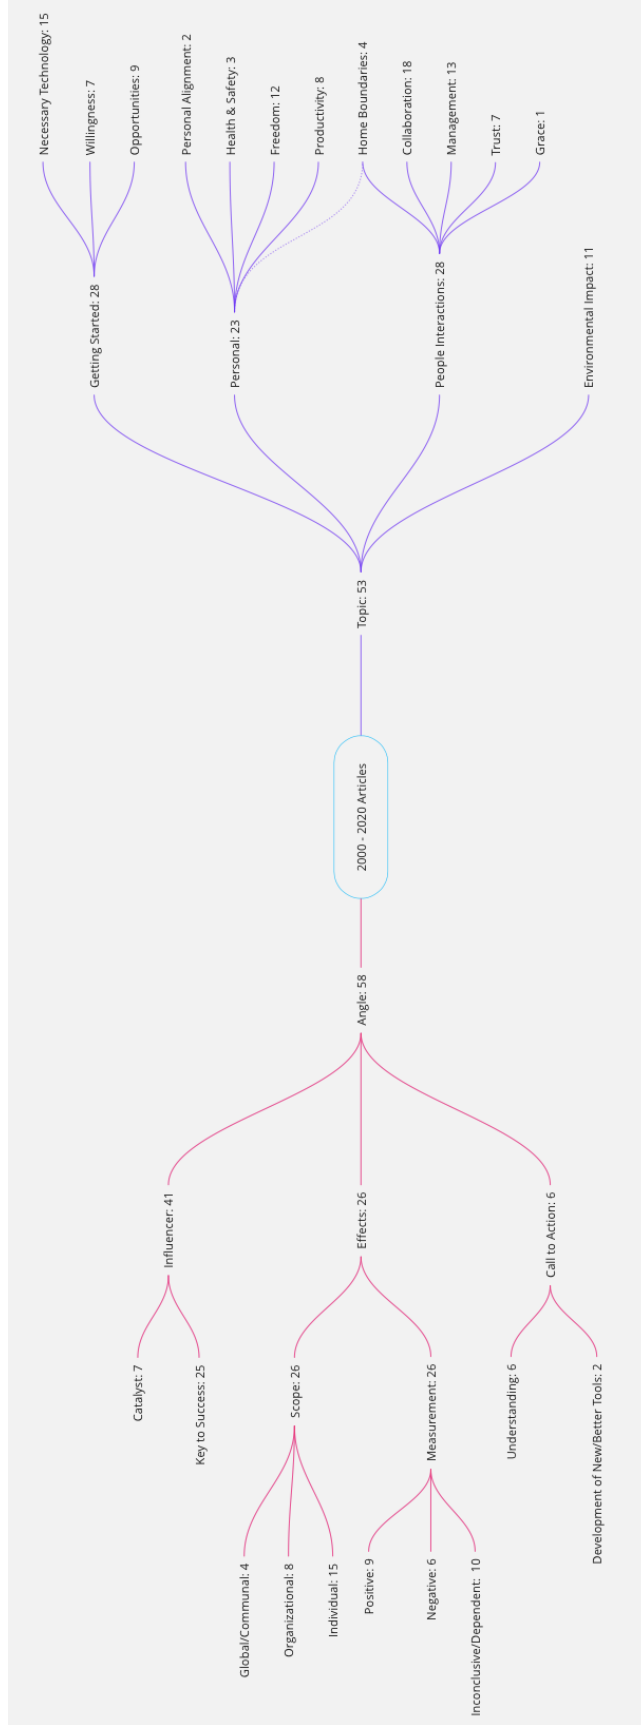 Necessary Technology: 15
Willingness: 7
Opportunities: 9
Personal Alignment: 2
Health & Safety: 3
Freedom: 12
Productivity: 8
Home Boundaries: 4
Collaboration: 18
Management: 13
Trust: 7
Grace: 1
Getting Started: 28
Personal: 23
People Interactions: 28
Environmental Impact: 11
Topic: 53
2000 - 2020 Articles
Angle: 58
Influencer: 41
Effects: 26
Call to Action: 6
Catalyst: 7
Key to Success: 25
Scope: 26
Measurement: 26
Understanding: 6
Development of New/Better Tools: 2
Global/Communal: 4
Organizational: 8
Individual: 15
Positive: 9
Negative: 6
Inconclusive/Dependent: 10